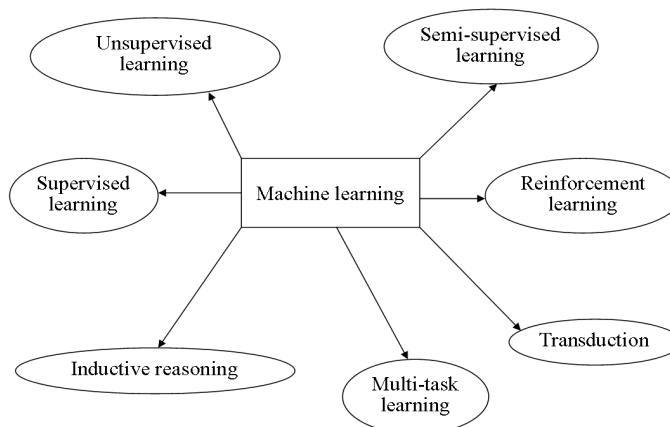 Unsupervised
learning
Semi-supervised
learning
Supervised
learning
Machine learning
Reinforcement
learning
Inductive reasoning
Multi-task
learning
Transduction